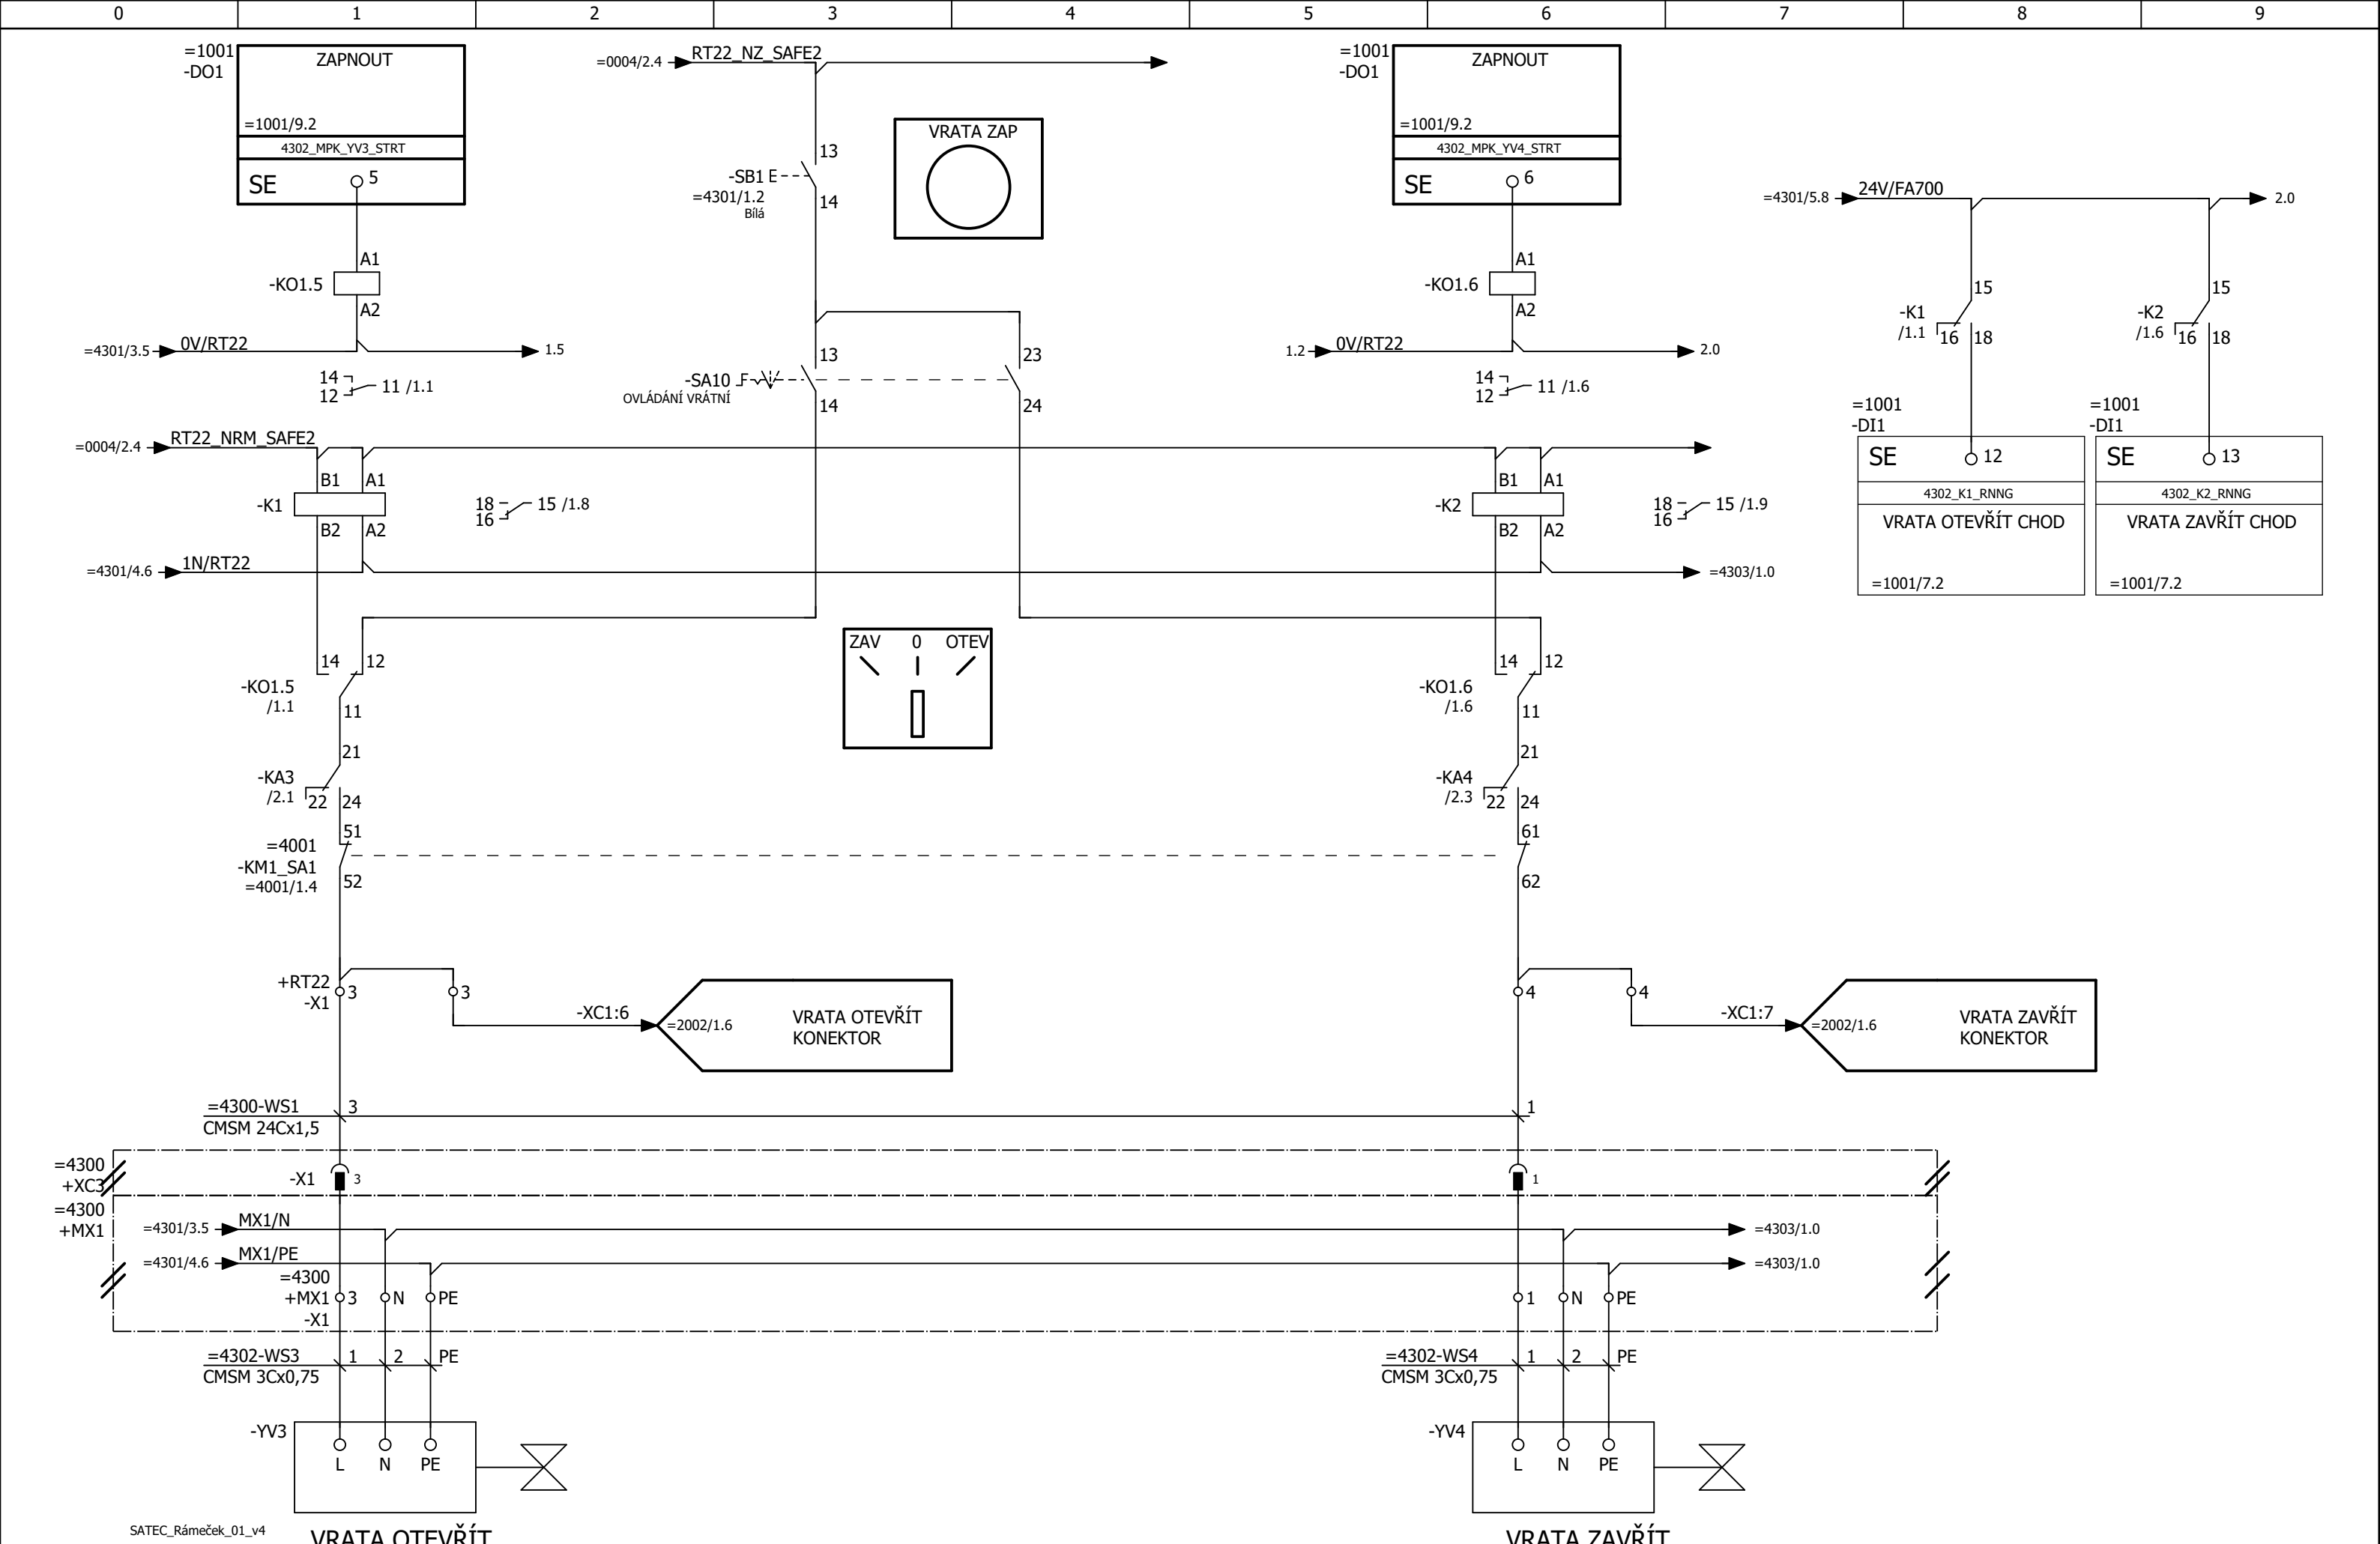 0 1 2 3 4 5 6 7 8 9
=1001
-DO1
ZAPNOUT
=1001/9.2
4302_MPK_YV3_STRT
SE 5
A1
-KO1.5
A2
=4301/3.5 0V/RT22 1.5
14
12 11 /1.1
=0004/2.4 RT22_NZ_SAFE2
13
-SB1
=4301/1.2
Bílá
14
VRATA ZAP
13 23
-SA10
OVLÁDÁNÍ VRÁTNÍ
14 24
=1001
-DO1
ZAPNOUT
=1001/9.2
4302_MPK_YV4_STRT
SE 6
A1
-KO1.6
A2
1.2 0V/RT22 2.0
14
12 11 /1.6
=4301/5.8 24V/FA700 2.0
15
-K1
/1.1
16 18
15
-K2
/1.6
16 18
=1001
-DI1
SE 12
4302_K1_RNNG
VRATA OTEVŘÍT CHOD
=1001/7.2
=1001
-DI1
SE 13
4302_K2_RNNG
VRATA ZAVŘÍT CHOD
=1001/7.2
=0004/2.4 RT22_NRM_SAFE2
B1 A1
-K1
B2 A2
18
16 15 /1.8
B1 A1
-K2
B2 A2
18
16 15 /1.9
=4301/4.6 1N/RT22 =4303/1.0
ZAV 0 OTEV
14 12
-KO1.5
/1.1
11
21
-KA3
/2.1
22 24
51
=4001
-KM1_SA1
=4001/1.4
52
14 12
-KO1.6
/1.6
11
21
-KA4
/2.3
22 24
61
62
+RT22
-X1
3 3
-XC1:6
=2002/1.6
VRATA OTEVŘÍT
KONEKTOR
4 4
-XC1:7
=2002/1.6
VRATA ZAVŘÍT
KONEKTOR
=4300-WS1 3 1
CMSM 24Cx1,5
=4300
+XC3
-X1 3 1
=4300
+MX1
=4301/3.5 MX1/N =4303/1.0
=4301/4.6 MX1/PE =4303/1.0
=4300
+MX1
-X1
3 N PE
1 N PE
=4302-WS3 1 2 PE
CMSM 3Cx0,75
=4302-WS4 1 2 PE
CMSM 3Cx0,75
-YV3
L N PE
-YV4
L N PE
SATEC_Rámeček_01_v4
VRATA OTEVŘÍT
VRATA ZAVŘÍT